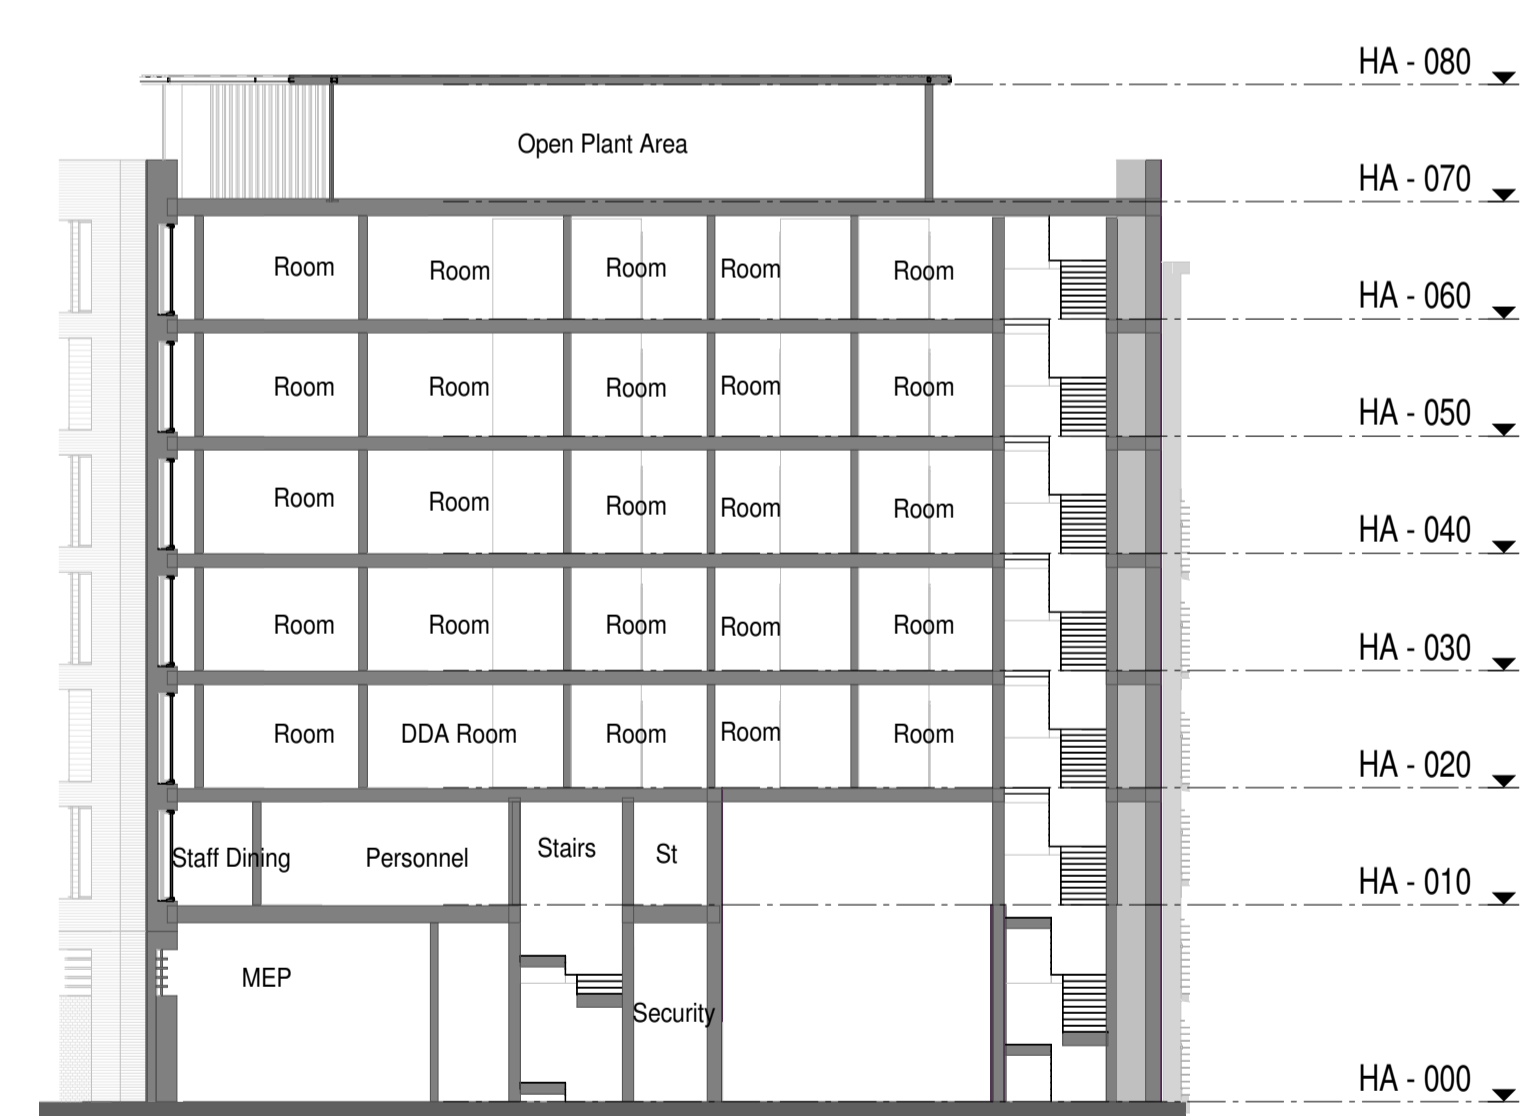 HA - 080
Open Plant Area
HA - 070
Room Room Room Room Room
HA - 060
Room Room Room Room Room
HA - 050
Room Room Room Room Room
HA - 040
Room Room Room Room Room
HA - 030
Room DDA Room Room Room Room
HA - 020
Staff Dining Personnel Stairs St
HA - 010
MEP
Security
HA - 000